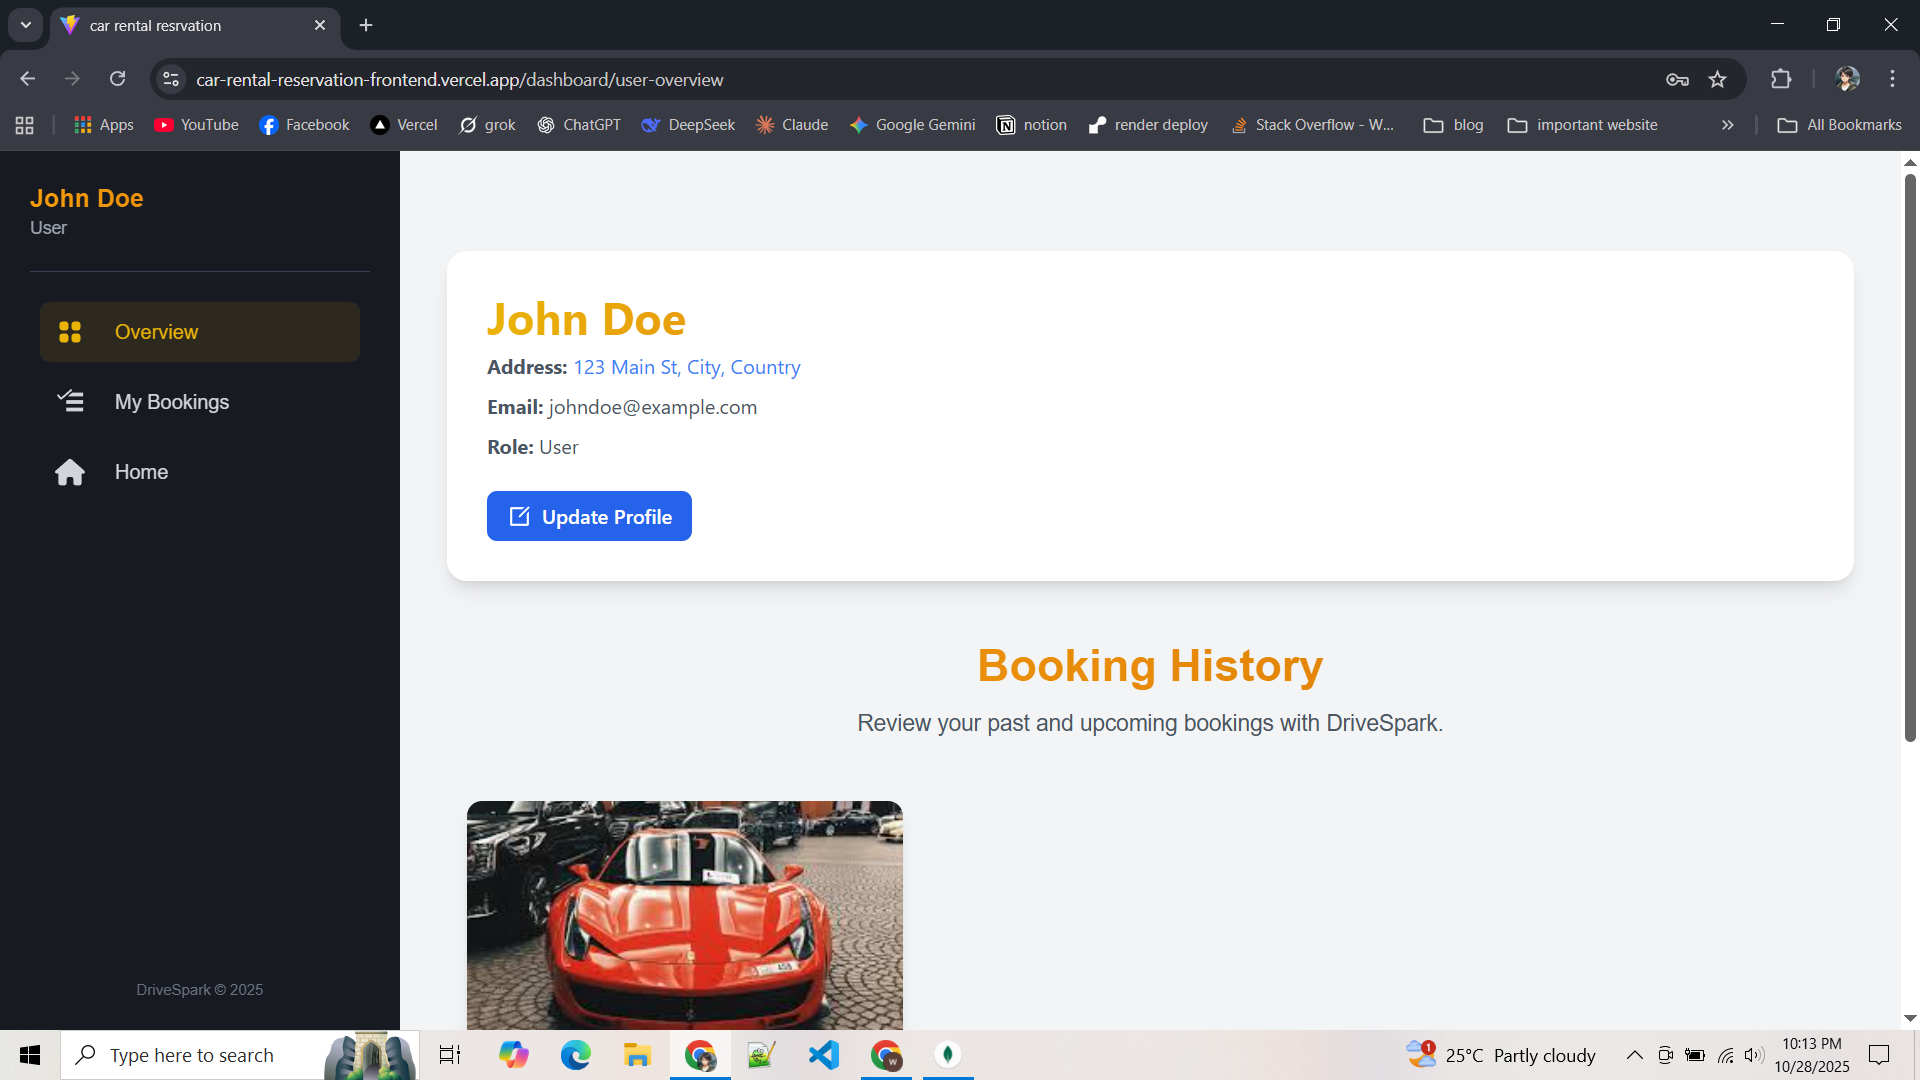 car rental resrvation
car-rental-reservation-frontend.vercel.app/dashboard/user-overview
Apps YouTube Facebook Vercel grok ChatGPT DeepSeek Claude Google Gemini notion render deploy Stack Overflow - W... blog important website » All Bookmarks
John Doe
User
Overview
My Bookings
Home
DriveSpark © 2025
John Doe
Address: 123 Main St, City, Country
Email: johndoe@example.com
Role: User
Update Profile
Booking History
Review your past and upcoming bookings with DriveSpark.
Type here to search
W
1
25°C Partly cloudy
10:13 PM
10/28/2025